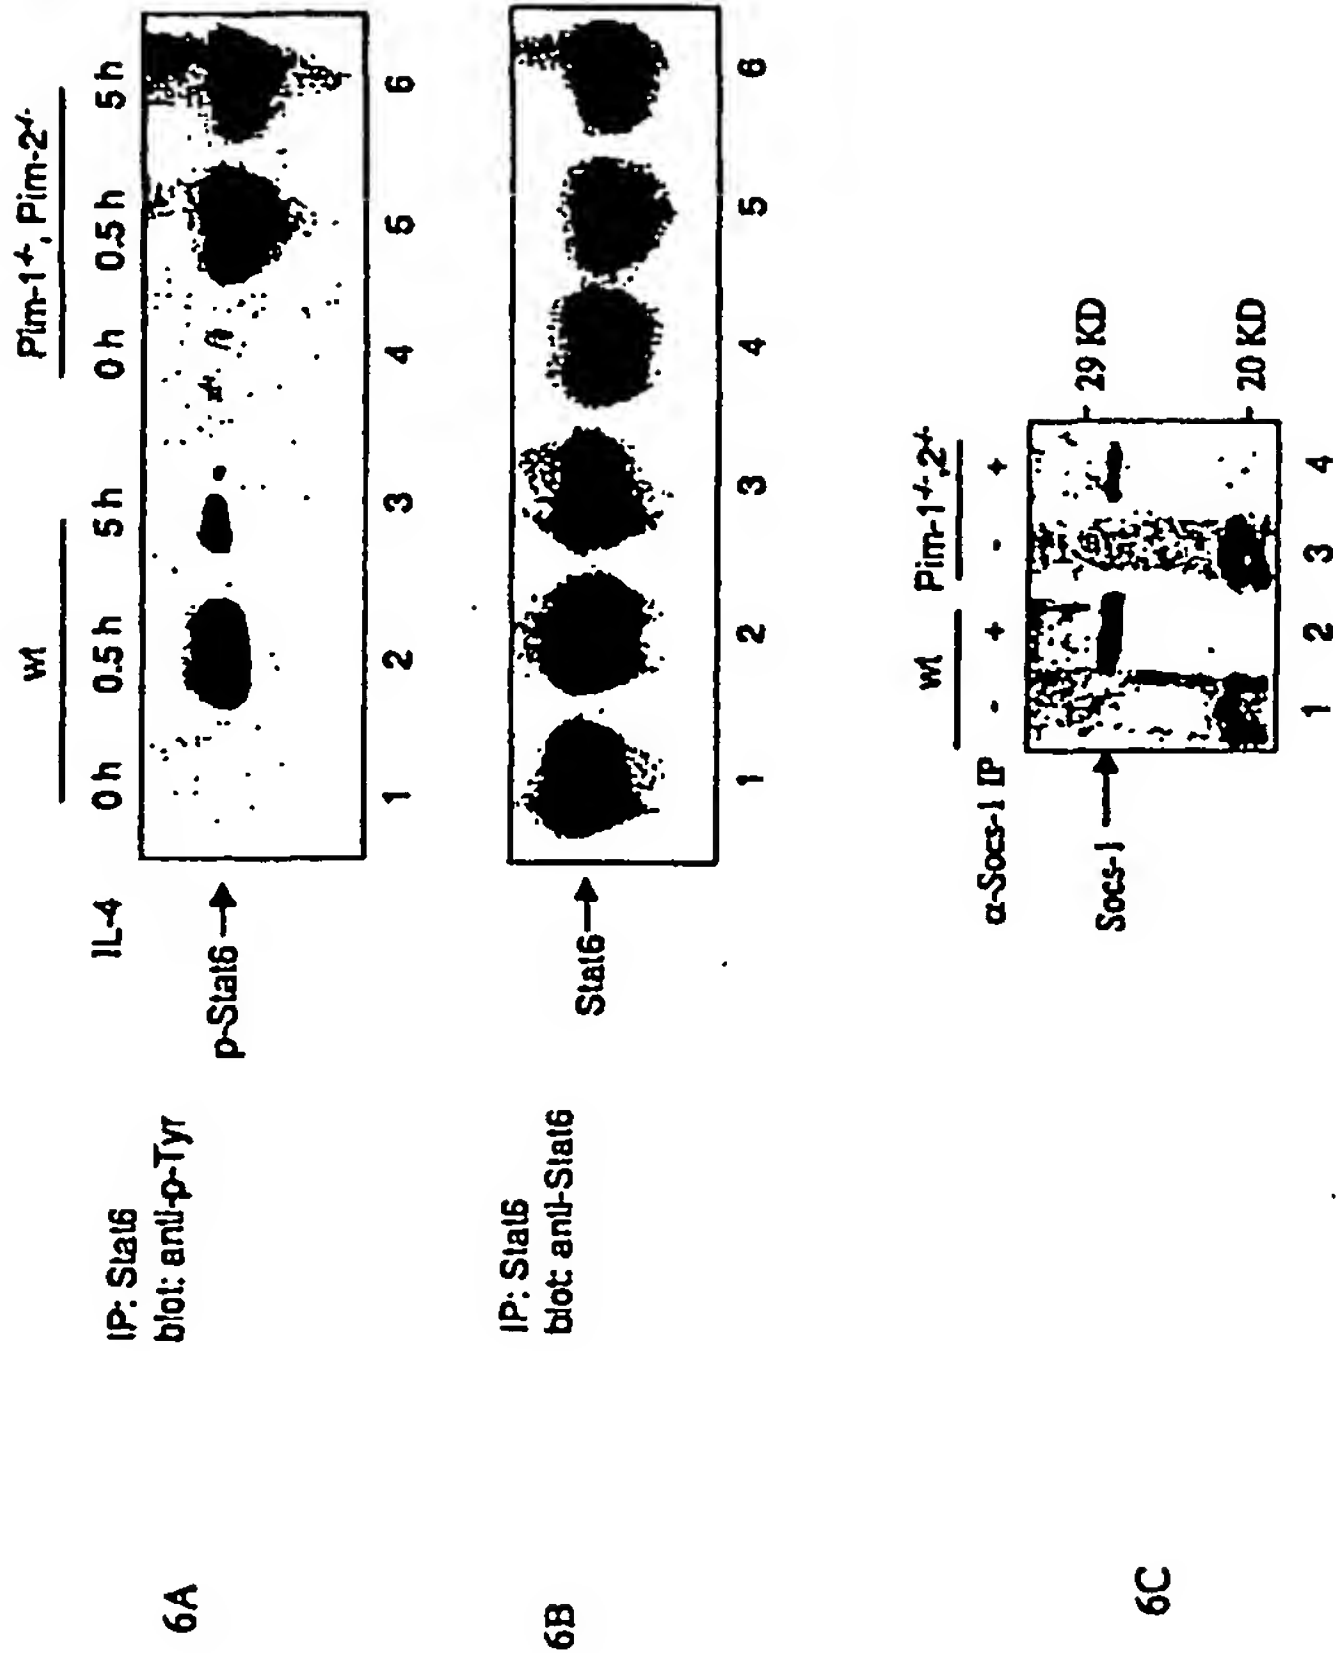 wt Pim-1-/-, Pim-2-/-
IL-4 0 h 0.5 h 5 h 0 h 0.5 h 5 h
IP: Stat6
blot: anti-p-Tyr
p-Stat6
1 2 3 4 5 6
6A
IP: Stat6
blot: anti-Stat6
Stat6
1 2 3 4 5 6
6B
wt Pim-1-/-,2-/-
α-Socs-1 IP - + - +
Socs-1
29 KD
20 KD
1 2 3 4
6C